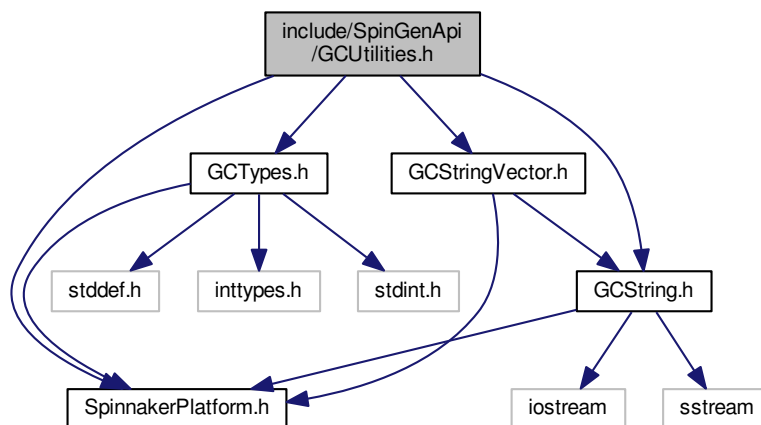 include/SpinGenApi
/GCUtilities.h
GCTypes.h
GCStringVector.h
stddef.h
inttypes.h
stdint.h
GCString.h
SpinnakerPlatform.h
iostream
sstream